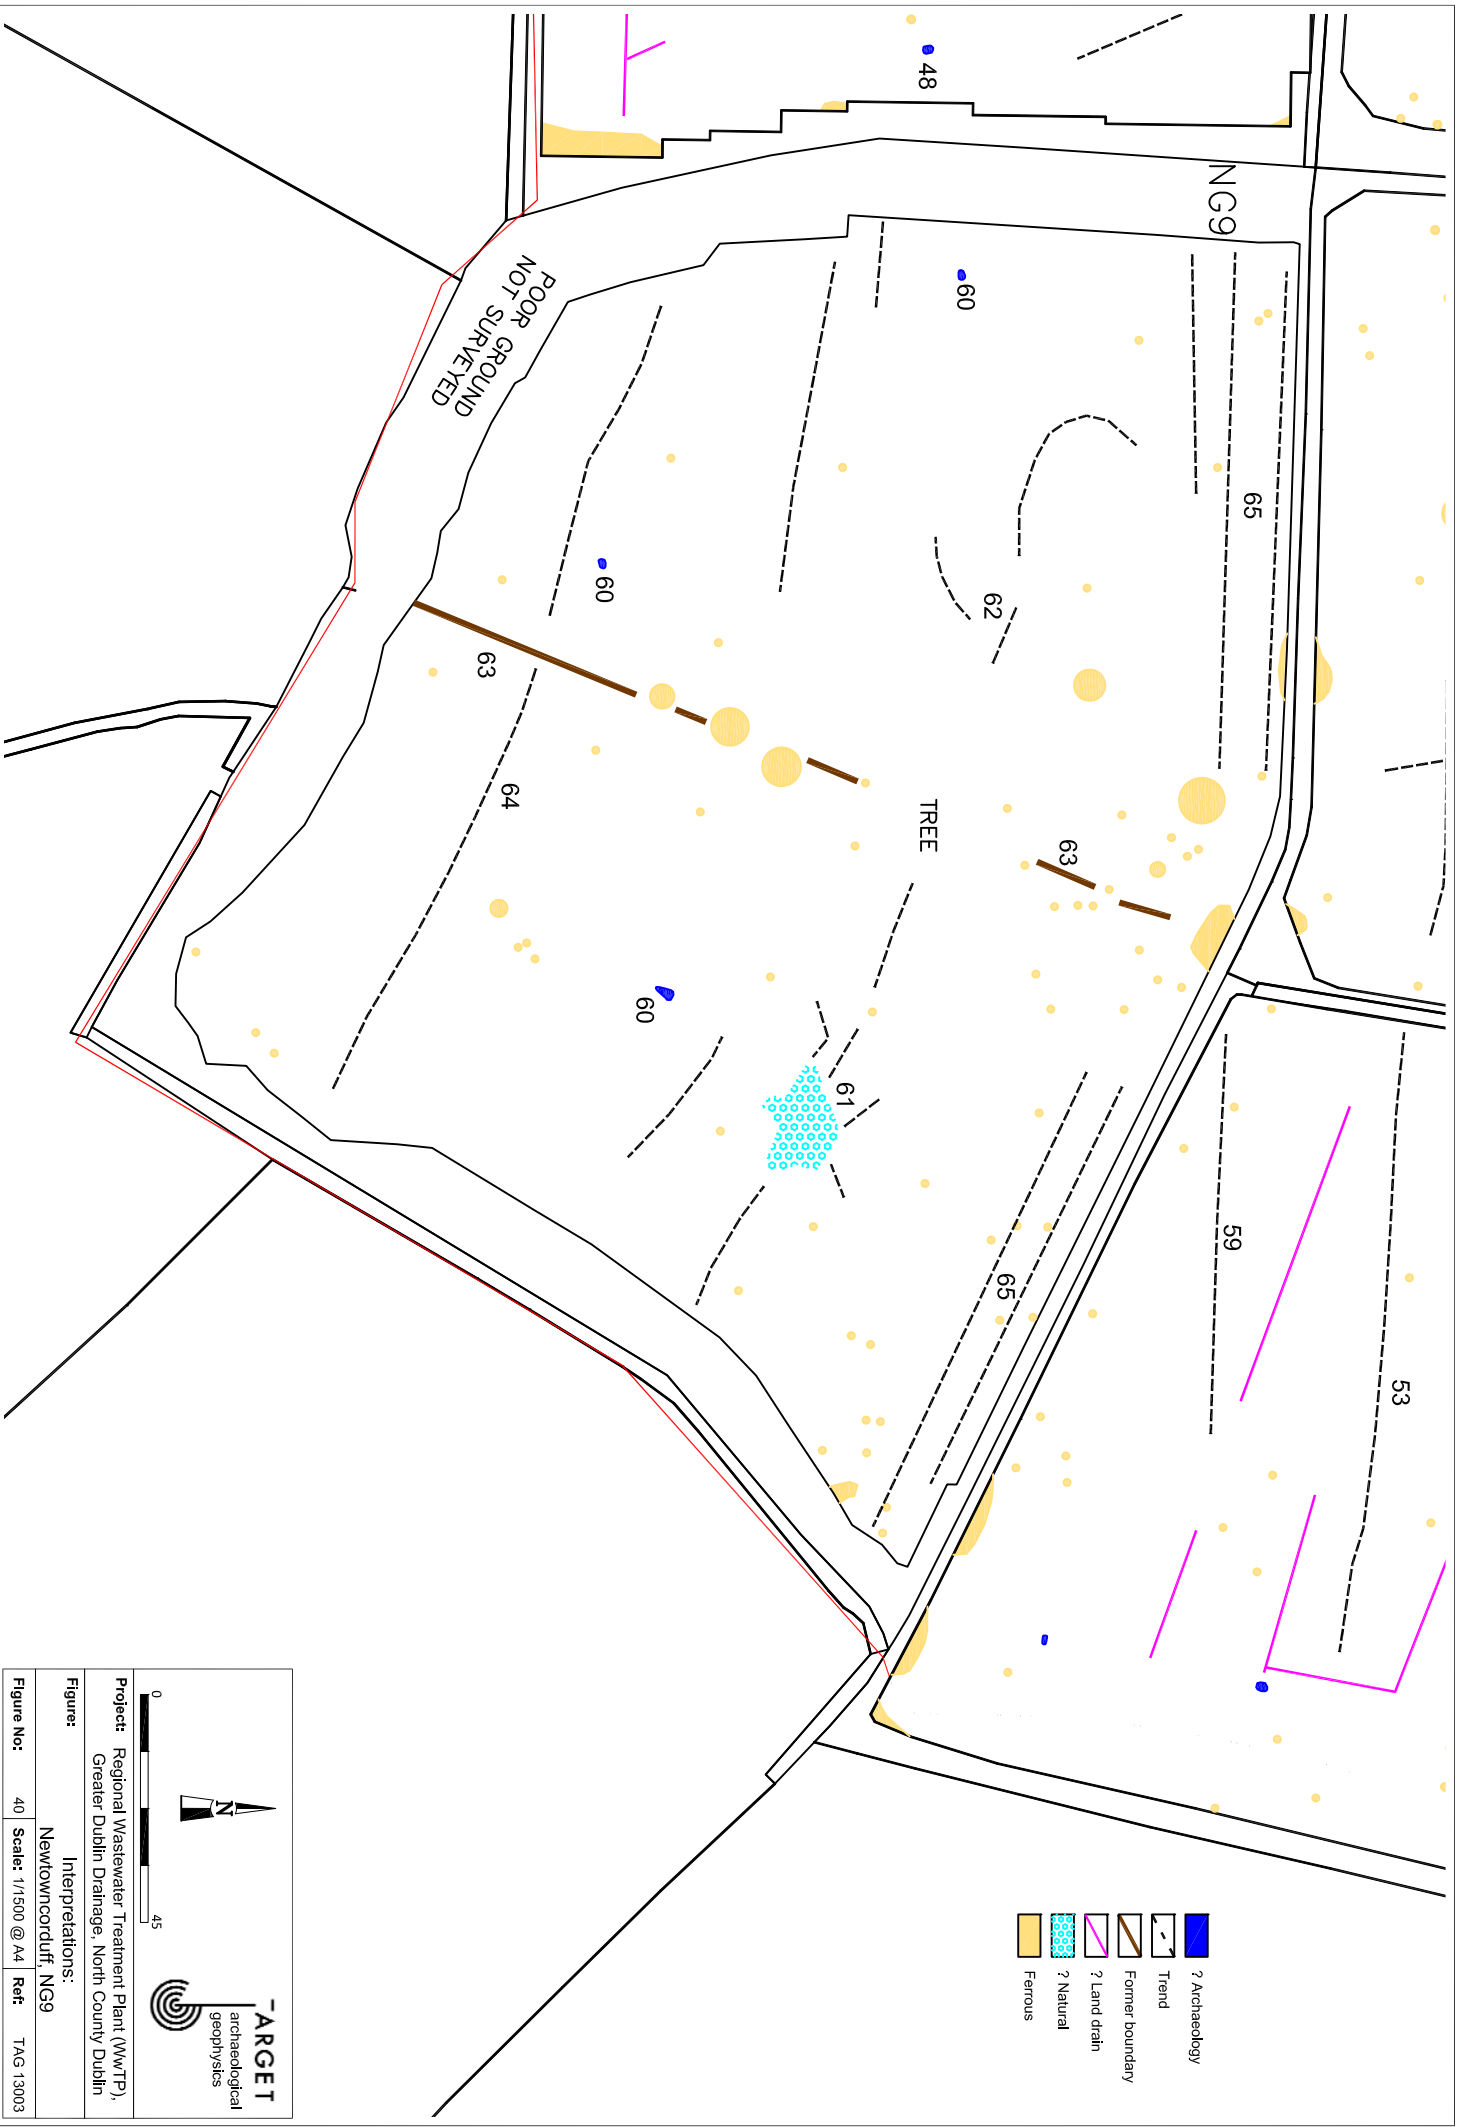 48
NG9
POOR GROUND
NOT SURVEYED
60
65
62
60
63
TREE
63
64
60
61
65
59
53
? Archaeology
Trend
Former boundary
? Land drain
? Natural
Ferrous
0
45
N
TARGET
archaeological
geophysics
Project: Regional Wastewater Treatment Plant (WwTP),
Greater Dublin Drainage, North County Dublin
Figure: Interpretations:
Newtowncorduff, NG9
Figure No: 40 Scale: 1/1500 @ A4 Ref: TAG 13003